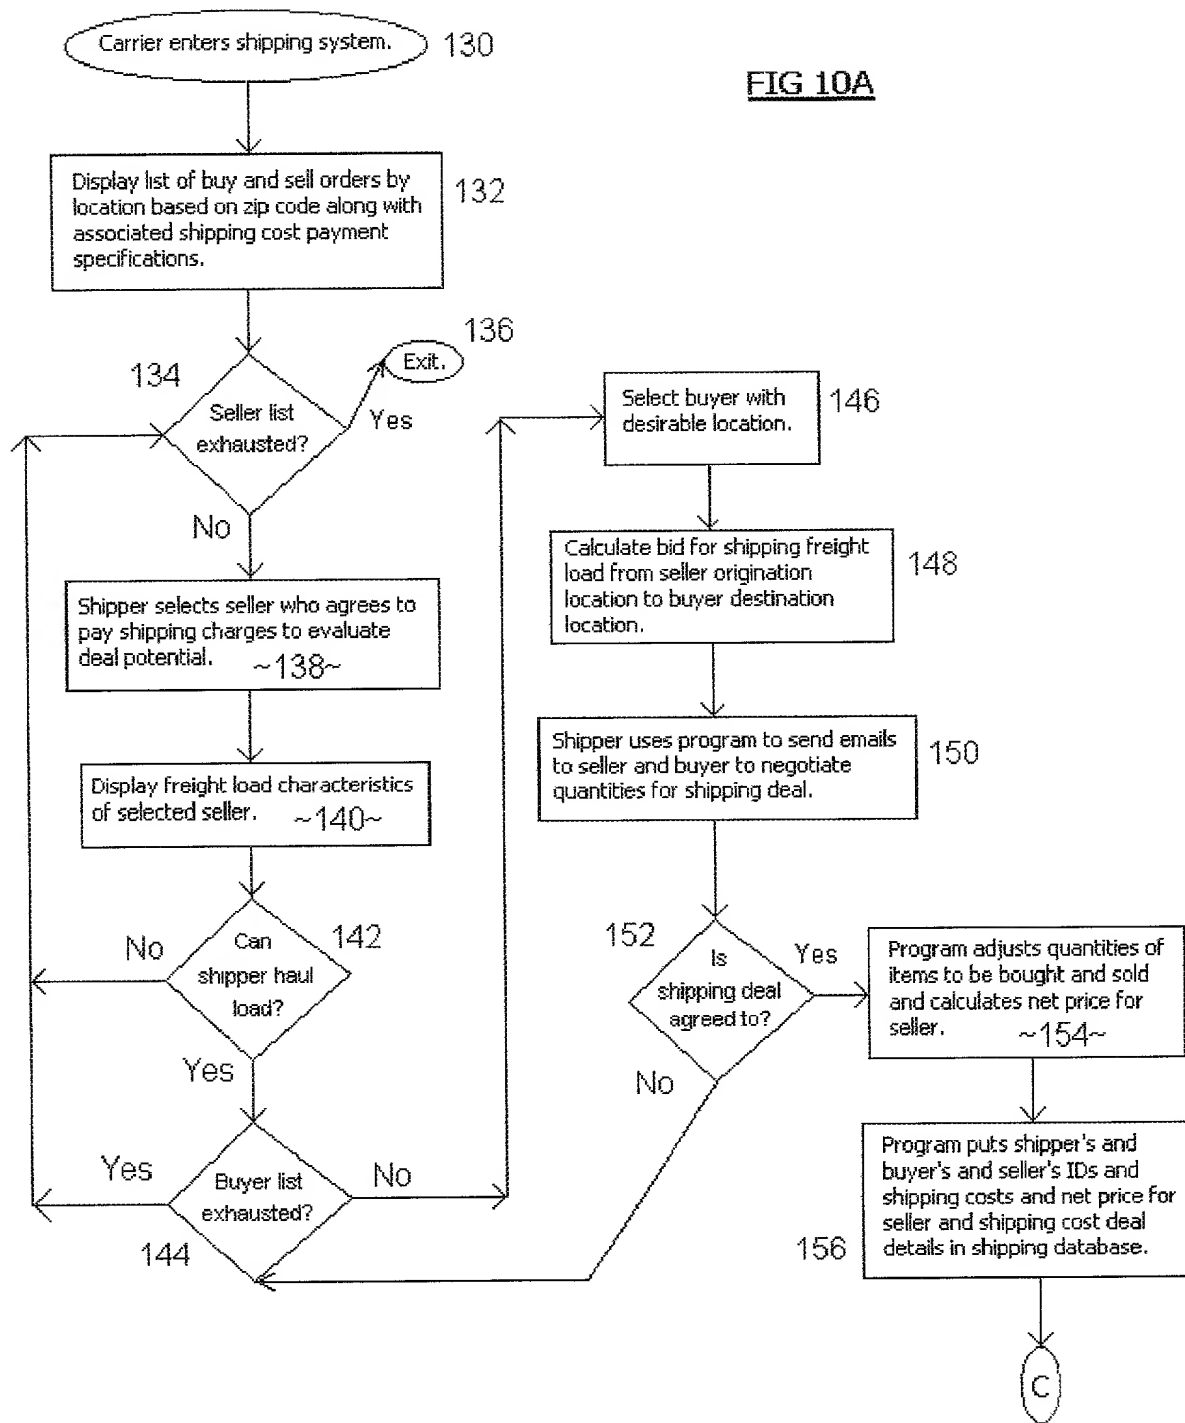 Carrier enters shipping system.
130
FIG 10A
Display list of buy and sell orders by
location based on zip code along with
associated shipping cost payment
specifications.
132
134
Seller list
exhausted?
Yes
Exit.
136
No
Shipper selects seller who agrees to
pay shipping charges to evaluate
deal potential.
~138~
Display freight load characteristics
of selected seller.
~140~
Can
shipper haul
load?
142
No
Yes
Buyer list
exhausted?
144
Yes
No
Select buyer with
desirable location.
146
Calculate bid for shipping freight
load from seller origination
location to buyer destination
location.
148
Shipper uses program to send emails
to seller and buyer to negotiate
quantities for shipping deal.
150
152
Is
shipping deal
agreed to?
Yes
No
Program adjusts quantities of
items to be bought and sold
and calculates net price for
seller.
~154~
Program puts shipper's and
buyer's and seller's IDs and
shipping costs and net price for
seller and shipping cost deal
details in shipping database.
156
C